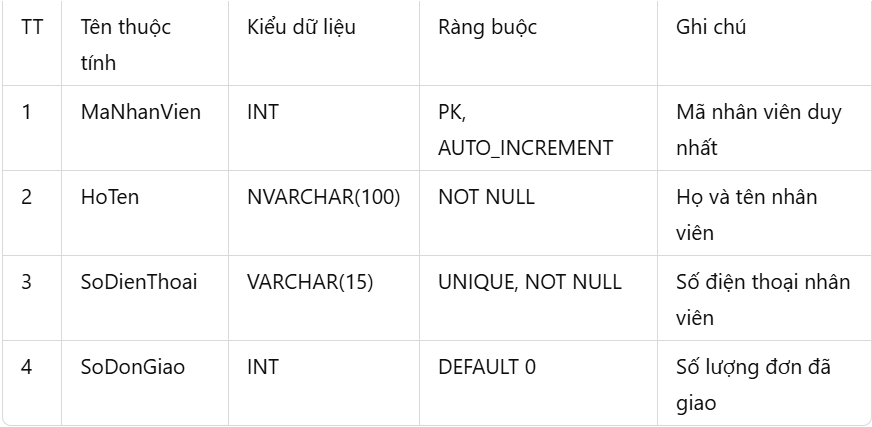 TT Tên thuộc tính Kiểu dữ liệu Ràng buộc Ghi chú
1 MaNhanVien INT PK, AUTO_INCREMENT Mã nhân viên duy nhất
2 HoTen NVARCHAR(100) NOT NULL Họ và tên nhân viên
3 SoDienThoai VARCHAR(15) UNIQUE, NOT NULL Số điện thoại nhân viên
4 SoDonGiao INT DEFAULT 0 Số lượng đơn đã giao